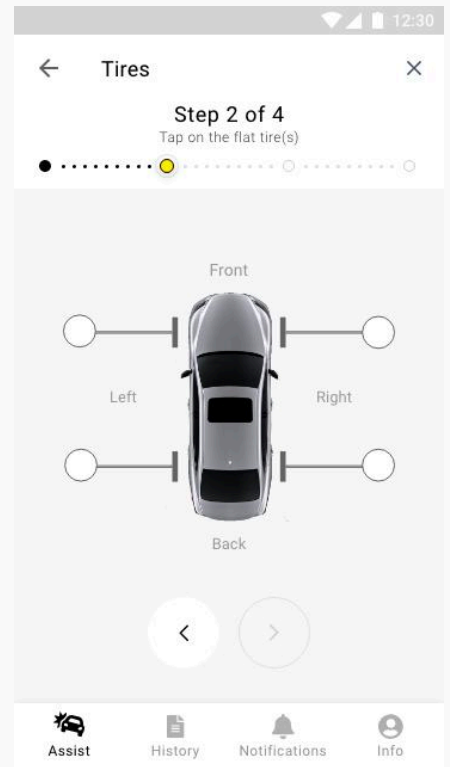 12:30
Tires
Step 2 of 4
Tap on the flat tire(s)
Front
Left
Right
Back
Assist
History
Notifications
Info